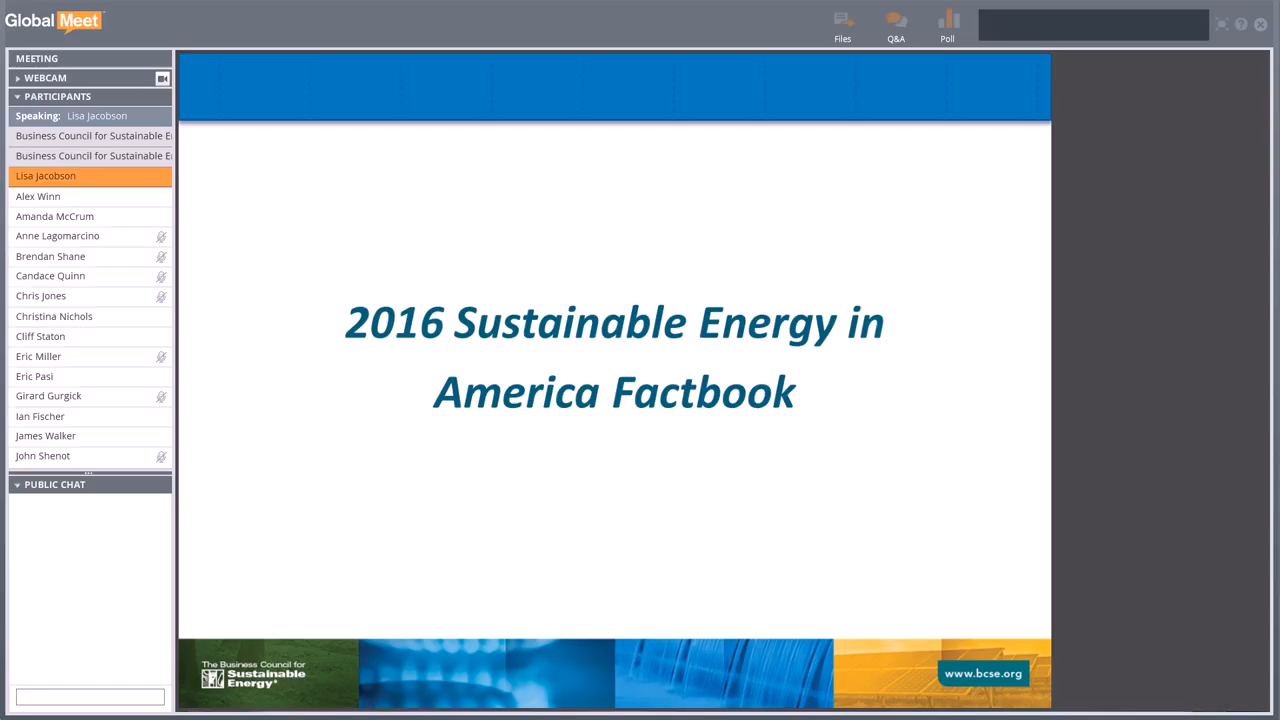 Global Meet
Files
Q&A
Poll
MEETING
WEBCAM
PARTICIPANTS
Speaking: Lisa Jacobson
Business Council for Sustainable E
Business Council for Sustainable E
Lisa Jacobson
Alex Winn
Amanda McCrum
Anne Lagomarcino
Brendan Shane
Candace Quinn
Chris Jones
Christina Nichols
Cliff Staton
Eric Miller
Eric Pasi
Girard Gurgick
Ian Fischer
James Walker
John Shenot
PUBLIC CHAT
2016 Sustainable Energy in
America Factbook
The Business Council for
Sustainable
Energy®
www.bcse.org